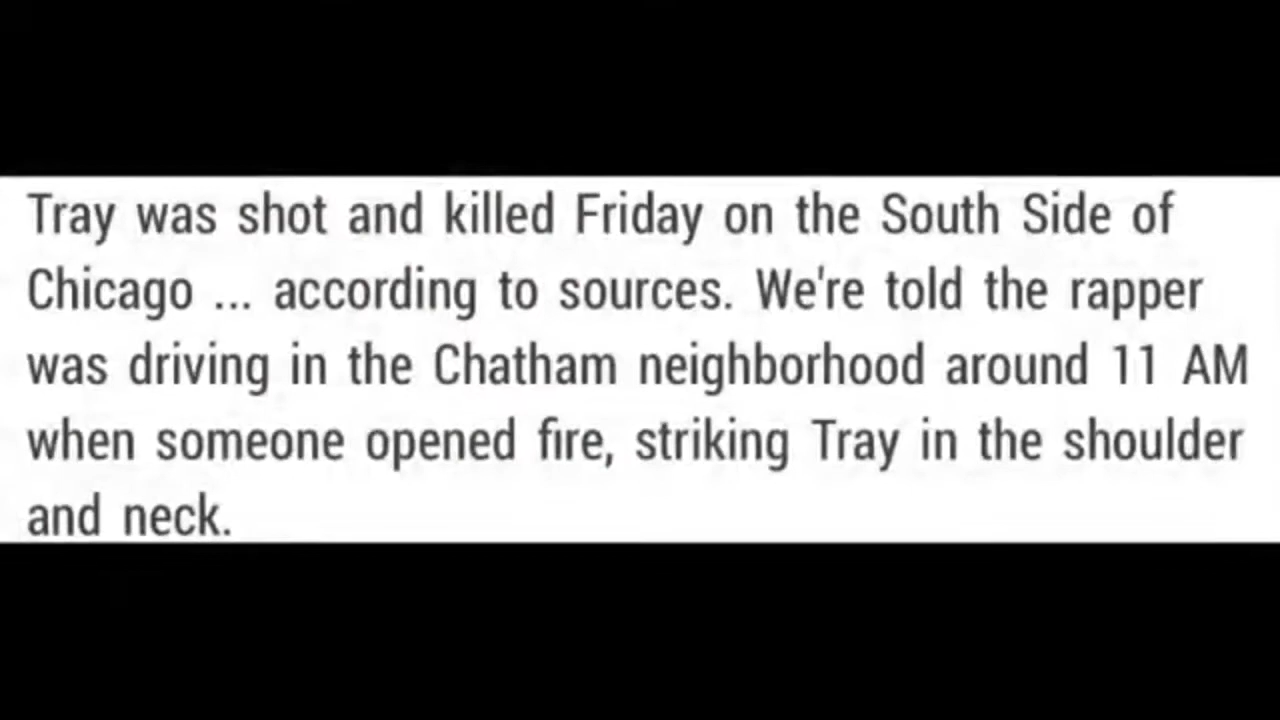 Tray was shot and killed Friday on the South Side of
Chicago ... according to sources. We're told the rapper
was driving in the Chatham neighborhood around 11 AM
when someone opened fire, striking Tray in the shoulder
and neck.